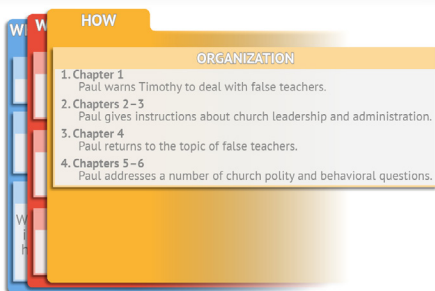 WI
W
HOW
ORGANIZATION
1. Chapter 1
Paul warns Timothy to deal with false teachers.
2. Chapters 2–3
Paul gives instructions about church leadership and administration.
3. Chapter 4
Paul returns to the topic of false teachers.
4. Chapters 5–6
Paul addresses a number of church polity and behavioral questions.
W
i
h